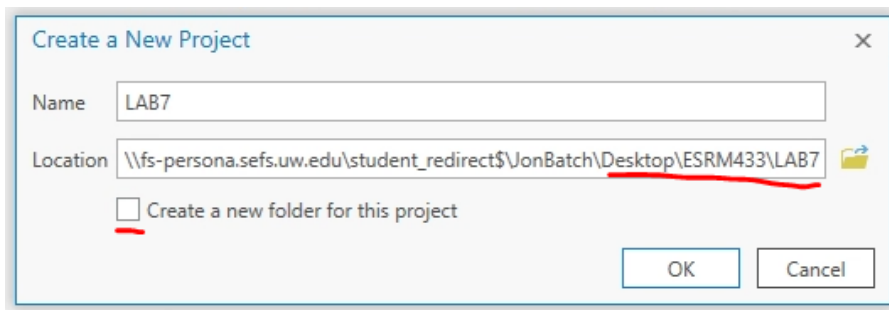 Create a New Project
Name LAB7
Location \\fs-persona.sefs.uw.edu\student_redirect$\JonBatch\Desktop\ESRM433\LAB7
Create a new folder for this project
OK Cancel